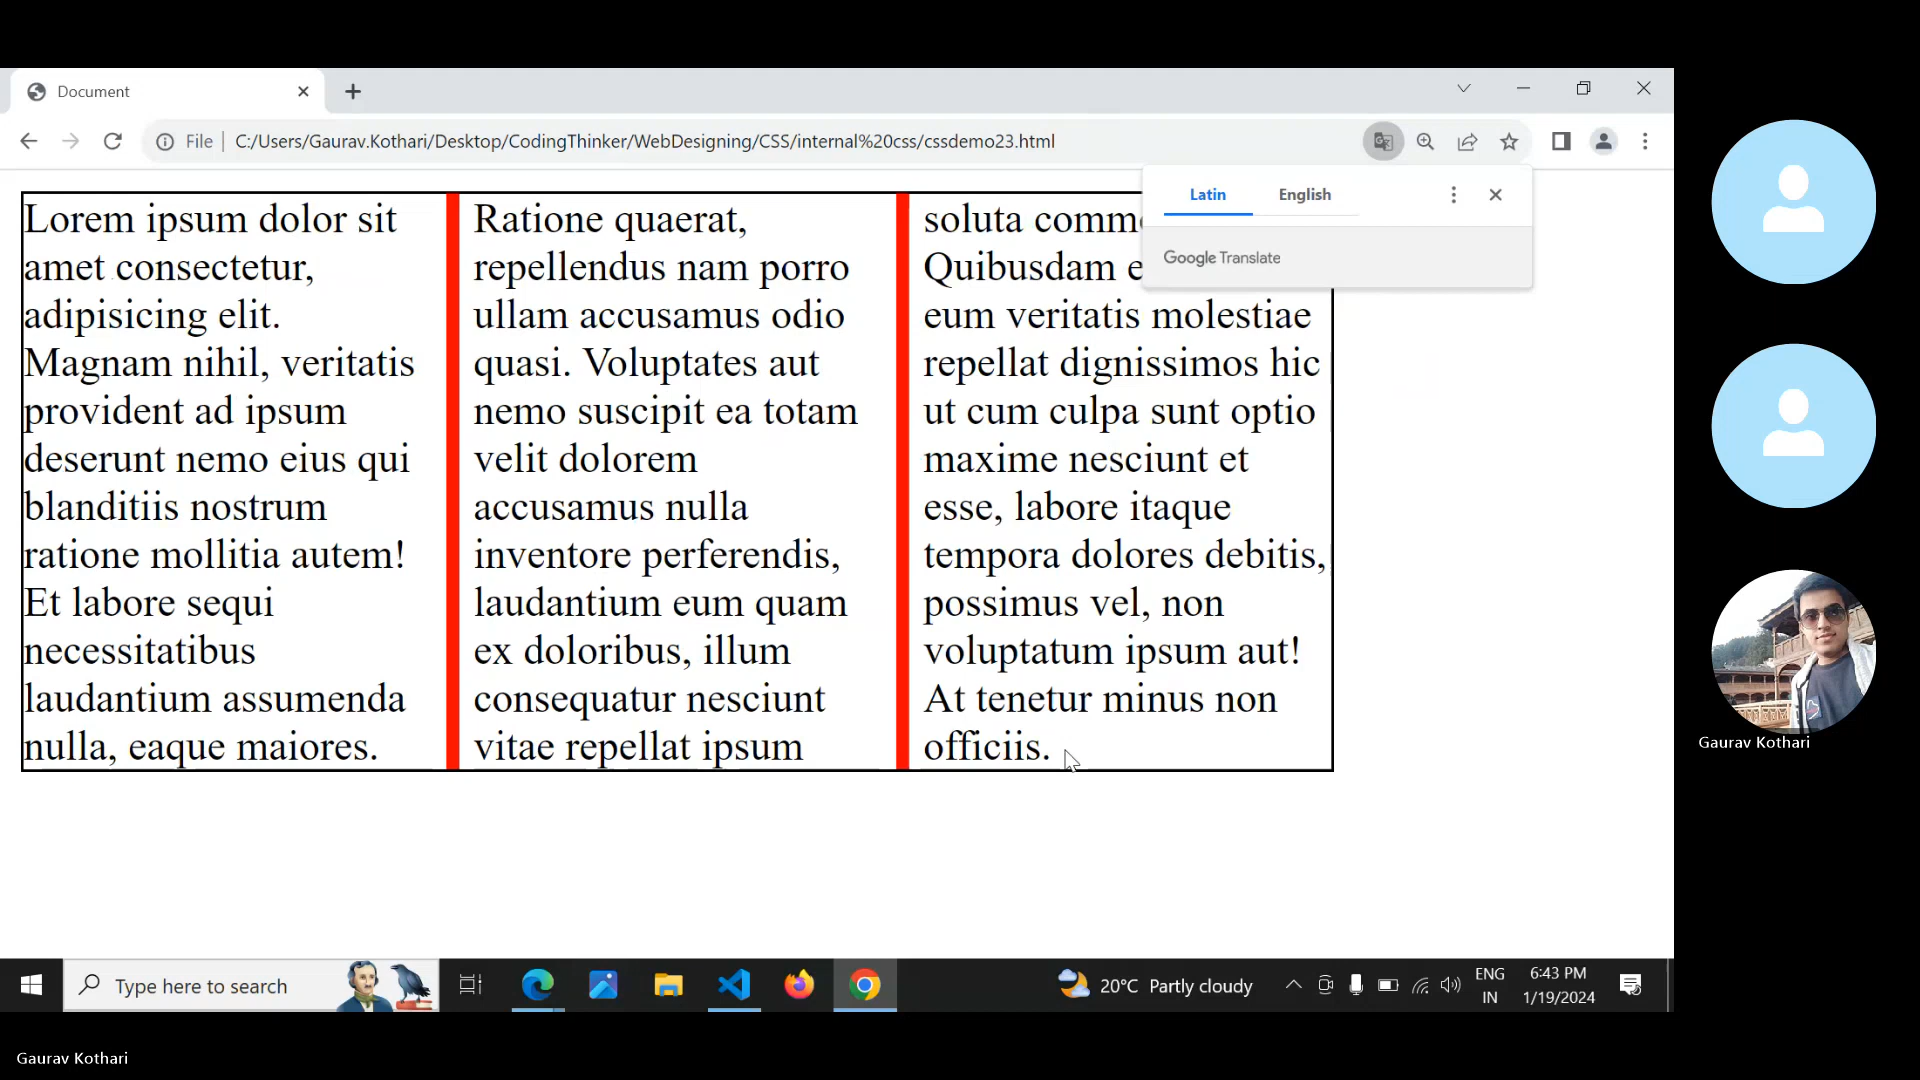 Document
File
C:/Users/Gaurav.Kothari/Desktop/CodingThinker/WebDesigning/CSS/internal%20css/cssdemo23.html
Latin English
Google Translate
Lorem ipsum dolor sit
amet consectetur,
adipisicing elit.
Magnam nihil, veritatis
provident ad ipsum
deserunt nemo eius qui
blanditiis nostrum
ratione mollitia autem!
Et labore sequi
necessitatibus
laudantium assumenda
nulla, eaque maiores.
Ratione quaerat,
repellendus nam porro
ullam accusamus odio
quasi. Voluptates aut
nemo suscipit ea totam
velit dolorem
accusamus nulla
inventore perferendis,
laudantium eum quam
ex doloribus, illum
consequatur nesciunt
vitae repellat ipsum
soluta
Quibusdam
eum veritatis molestiae
repellat dignissimos hic
ut cum culpa sunt optio
maxime nesciunt et
esse, labore itaque
tempora dolores debitis,
possimus vel, non
voluptatum ipsum aut!
At tenetur minus non
officiis.
Gaurav Kothari
Type here to search
20°C Partly cloudy
ENG
IN
6:43 PM
1/19/2024
Gaurav Kothari